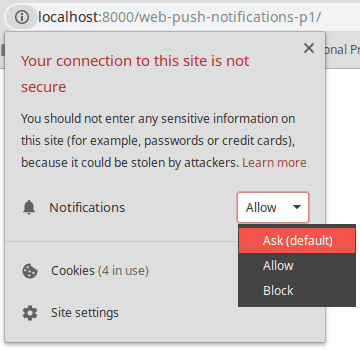 localhost:8000/web-push-notifications-p1/
onal Pr
Your connection to this site is not
secure
You should not enter any sensitive information on
this site (for example, passwords or credit cards),
because it could be stolen by attackers. Learn more
Notifications
Allow
Ask (default)
Allow
Block
Cookies (4 in use)
Site settings